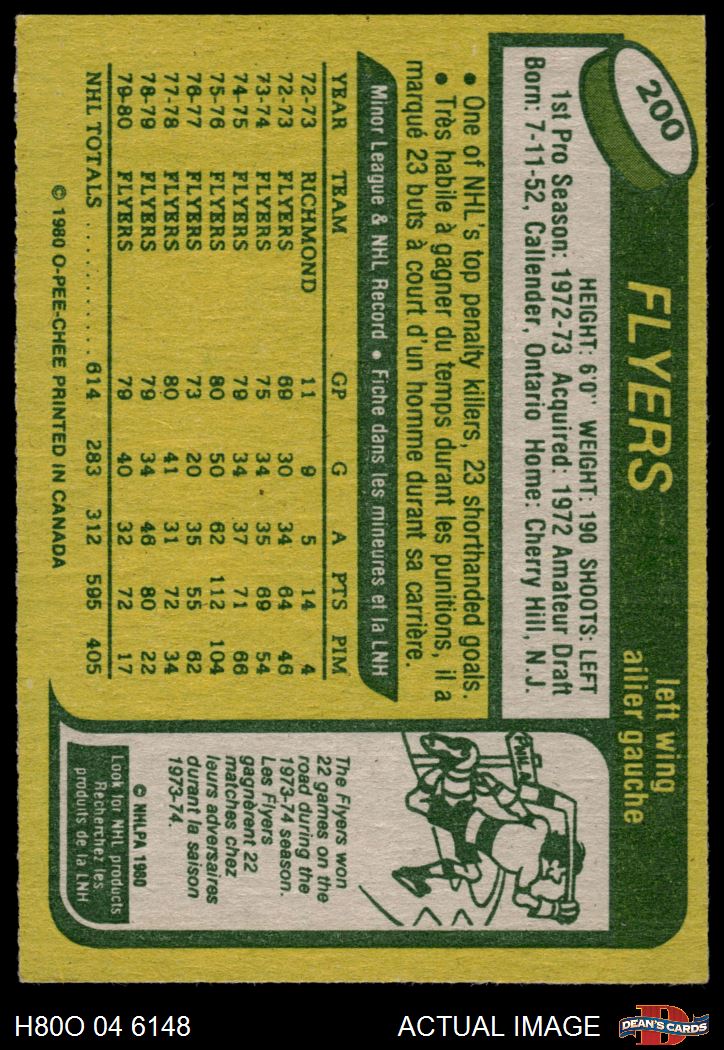 200
FLYERS
left wing
ailier gauche
HEIGHT: 6'0" WEIGHT: 190 SHOOTS: LEFT
1st Pro Season: 1972-73 Acquired: 1972 Amateur Draft
Born: 7-11-52, Callender, Ontario Home: Cherry Hill, N.J.
• One of NHL's top penalty killers, 23 shorthanded goals.
• Très habile à gagner du temps durant les punitions, il a
marqué 23 buts à court d'un homme durant sa carrière.
Minor League & NHL Record • Fiche dans les mineures et la LNH
YEAR TEAM GP G A PTS PIM
72-73 RICHMOND 11 9 5 14 4
72-73 FLYERS 69 30 34 64 46
73-74 FLYERS 75 34 35 69 54
74-75 FLYERS 79 34 37 71 66
75-76 FLYERS 80 50 62 112 104
76-77 FLYERS 73 20 35 55 62
77-78 FLYERS 80 41 31 72 34
78-79 FLYERS 79 34 46 80 22
79-80 FLYERS 79 40 32 72 17
NHL TOTALS ............ 614 283 312 595 405
© 1980 O-PEE-CHEE PRINTED IN CANADA
PHILA
The Flyers won
22 games on the
road during the
1973-74 season.
Les Flyers
gagnèrent 22
matches chez
leurs adversaires
durant la saison
1973-74.
© NHLPA 1980
Look for NHL products
Recherchez les
produits de la LNH
H80O 04 6148
ACTUAL IMAGE
D
DEAN'S CARDS